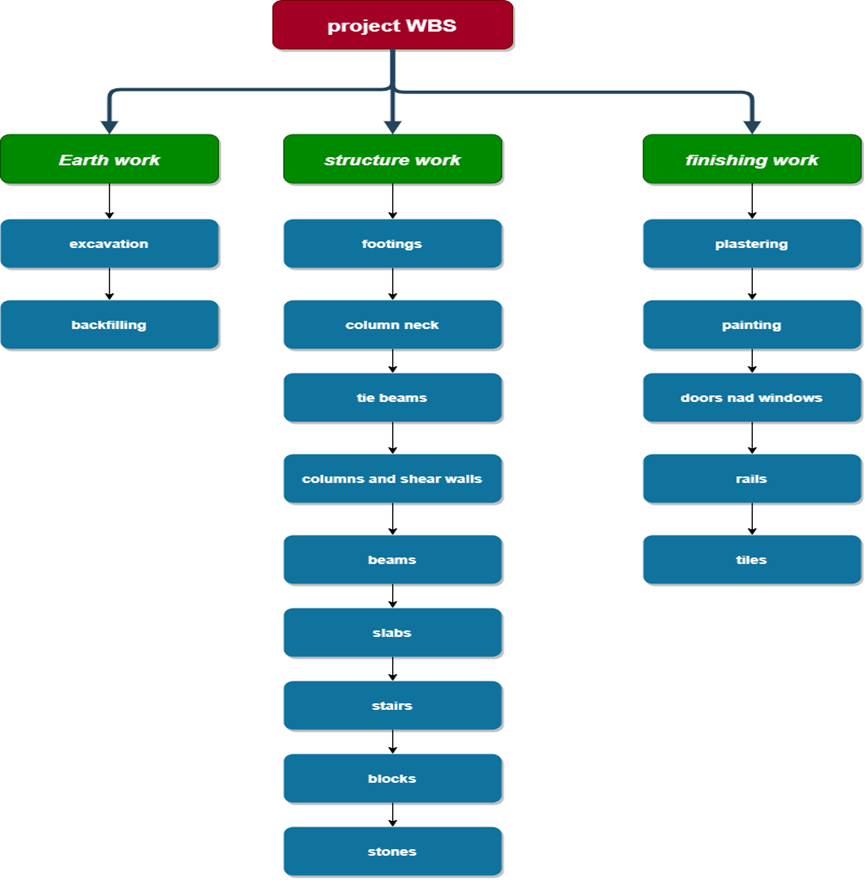 project WBS
Earth work
structure work
finishing work
excavation
footings
plastering
backfilling
column neck
painting
tie beams
doors nad windows
columns and shear walls
rails
beams
tiles
slabs
stairs
blocks
stones